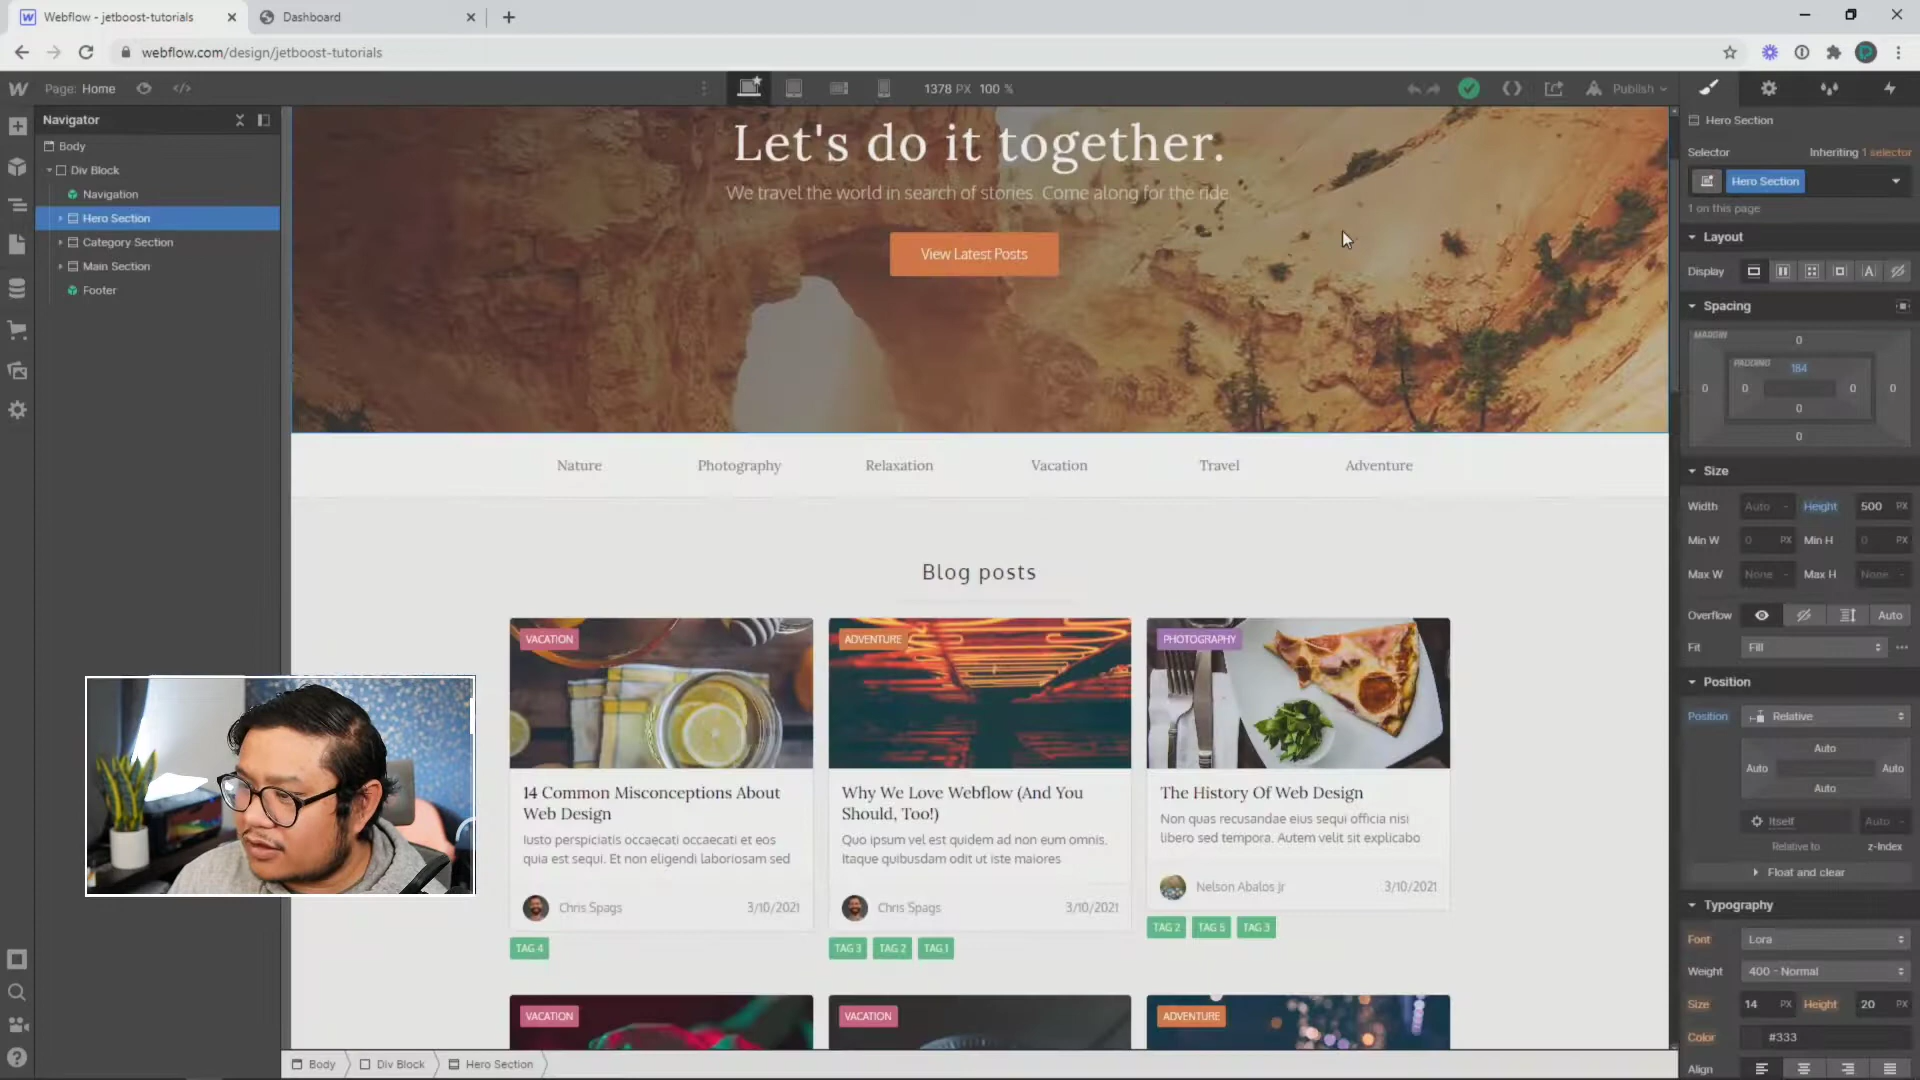 Webflow - jetboost-tutorials
Dashboard
webflow.com/design/jetboost-tutorials
Page: Home
1378 PX 100 %
Publish
Navigator
Body
Div Block
Navigation
Hero Section
Category Section
Main Section
Footer
Let's do it together.
We travel the world in search of stories. Come along for the ride.
View Latest Posts
Nature
Photography
Relaxation
Vacation
Travel
Adventure
Blog posts
VACATION
14 Common Misconceptions About
Web Design
Iusto perspiciatis occaecati occaecati et eos
quia est sequi. Et non eligendi laboriosam sed
Chris Spags
3/10/2021
TAG 4
ADVENTURE
Why We Love Webflow (And You
Should, Too!)
Quo ipsum vel est quidem ad non eum omnis.
Itaque quibusdam odit ut iste maiores
Chris Spags
3/10/2021
TAG 3
TAG 2
TAG 1
PHOTOGRAPHY
The History Of Web Design
Non quas recusandae eius sequi officia nisi
libero sed tempora. Autem velit sit explicabo
Nelson Abalos Jr
3/10/2021
TAG 2
TAG 5
TAG 3
VACATION
VACATION
ADVENTURE
Body
Div Block
Hero Section
Hero Section
Selector
Inheriting 1 selector
Hero Section
1 on this page
Layout
Display
Spacing
MARGIN
0
PADDING
184
0
0
0
0
0
0
Size
Width
Auto -
Height
500 PX
Min W
0 PX
Min H
0 PX
Max W
None -
Max H
None -
Overflow
Auto
Fit
Fill
Position
Position
Relative
Auto
Auto
Auto
Auto
Itself
Auto -
Relative to
z-Index
Float and clear
Typography
Font
Lora
Weight
400 - Normal
Size
14 PX
Height
20 PX
Color
#333
Align